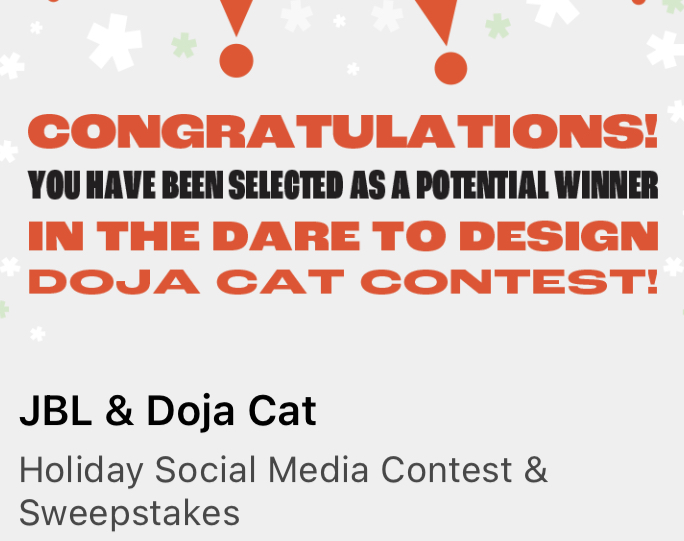 CONGRATULATIONS!
YOU HAVE BEEN SELECTED AS A POTENTIAL WINNER
IN THE DARE TO DESIGN
DOJA CAT CONTEST!
JBL & Doja Cat
Holiday Social Media Contest &
Sweepstakes